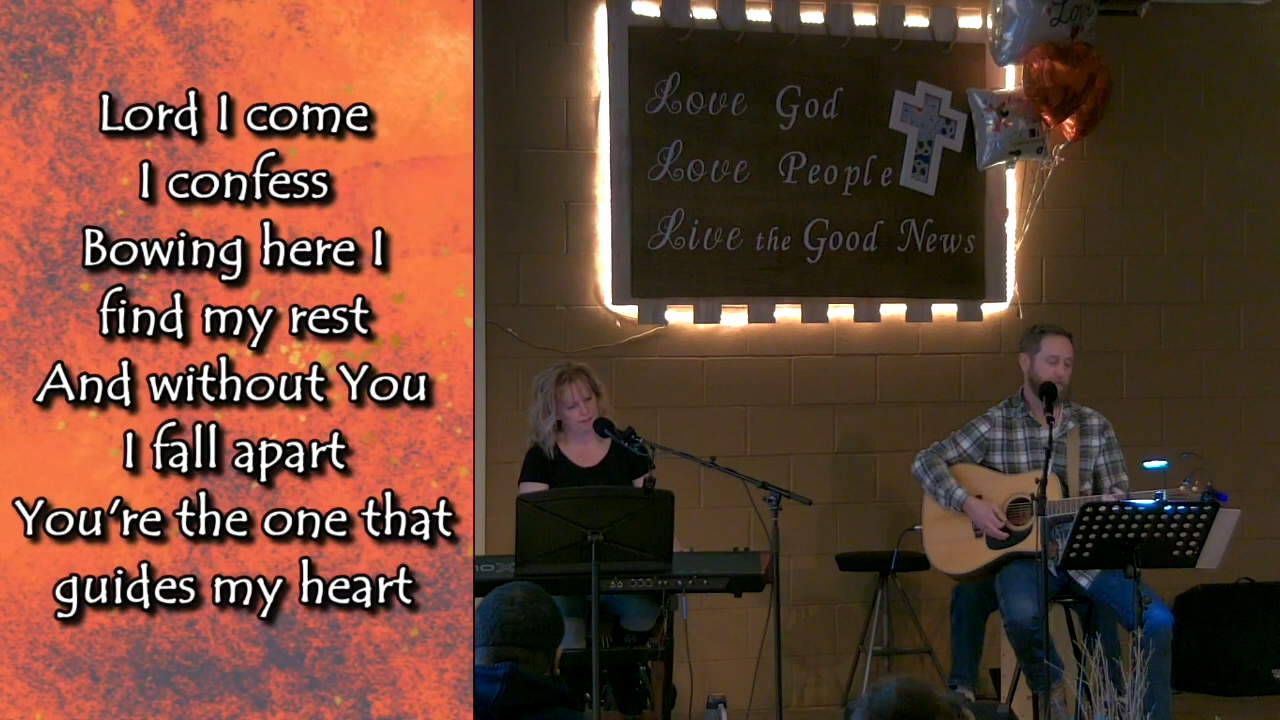 Lord I come
I confess
Bowing here I
find my rest
And without You
I fall apart
You're the one that
guides my heart
Love God
Love People
Live the Good News
Love